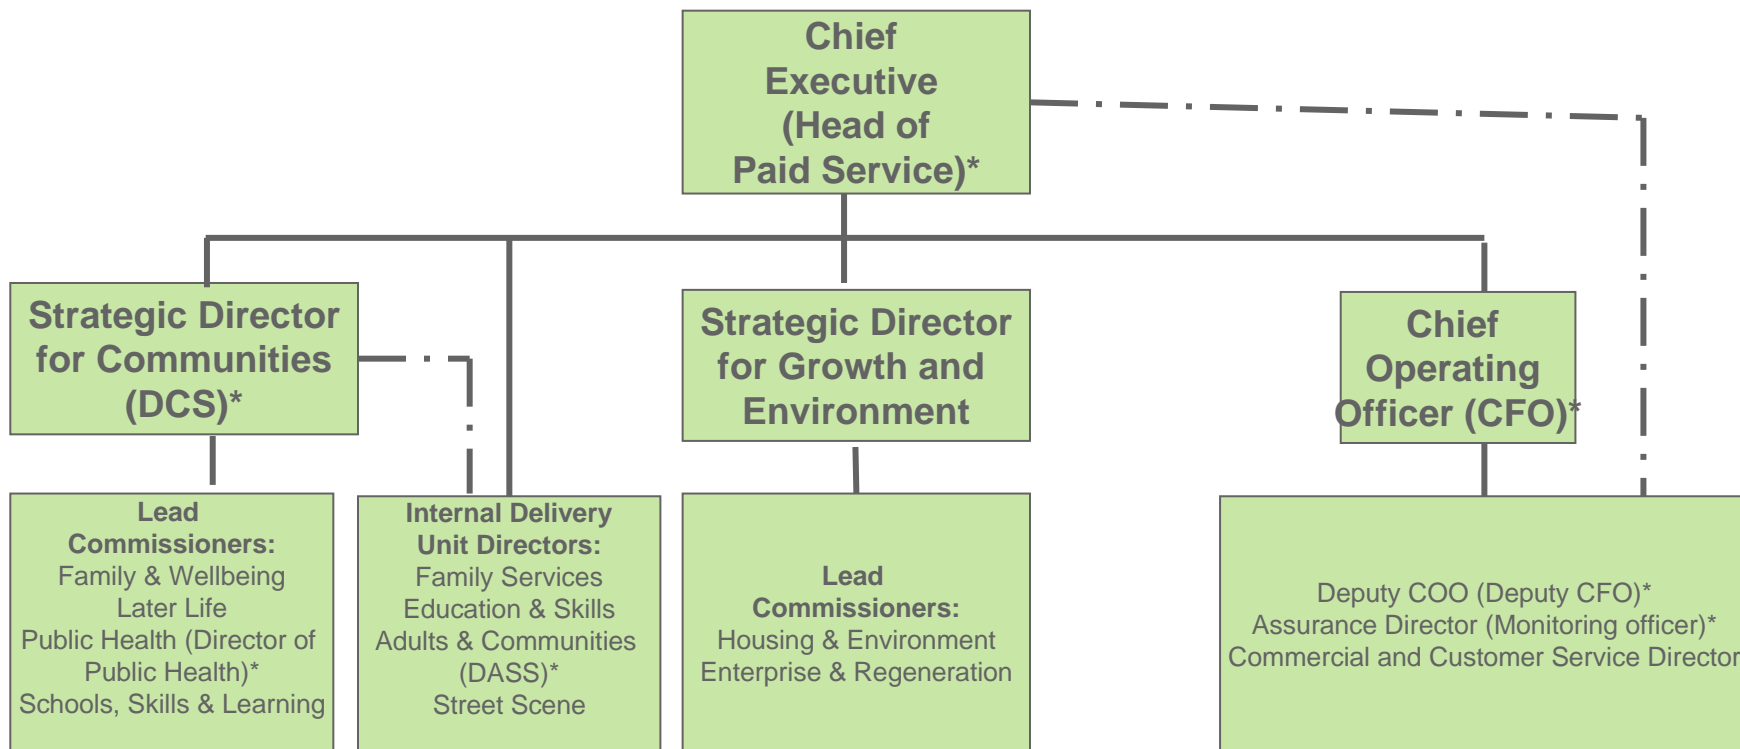 Chief
Executive
(Head of
Paid Service)*
Strategic Director
for Communities
(DCS)*
Strategic Director
for Growth and
Environment
Chief
Operating
Officer (CFO)*
Lead
Commissioners:
Family & Wellbeing
Later Life
Public Health (Director of
Public Health)*
Schools, Skills & Learning
Internal Delivery
Unit Directors:
Family Services
Education & Skills
Adults & Communities
(DASS)*
Street Scene
Lead
Commissioners:
Housing & Environment
Enterprise & Regeneration
Deputy COO (Deputy CFO)*
Assurance Director (Monitoring officer)*
Commercial and Customer Service Director